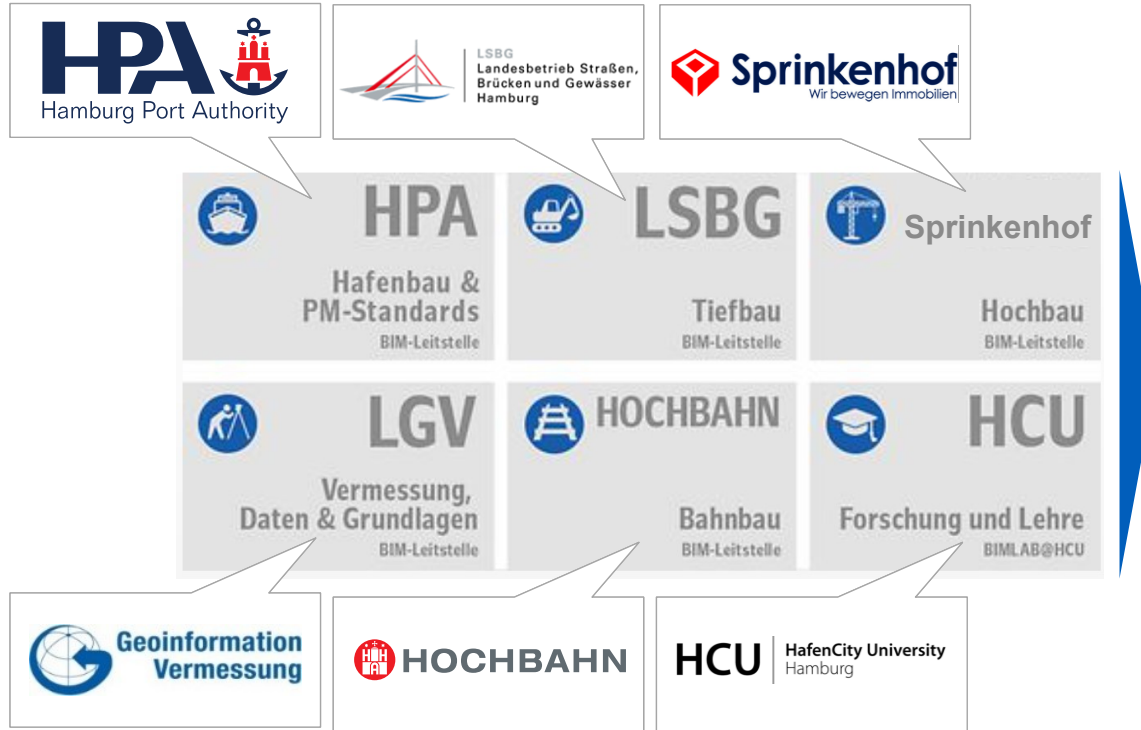 HPA
Hamburg Port Authority
LSBG
Landesbetrieb Straßen,
Brücken und Gewässer
Hamburg
Sprinkenhof
Wir bewegen Immobilien
HPA
Hafenbau &
PM-Standards
BIM-Leitstelle
LSBG
Tiefbau
BIM-Leitstelle
Sprinkenhof
Hochbau
BIM-Leitstelle
LGV
Vermessung,
Daten & Grundlagen
BIM-Leitstelle
HOCHBAHN
Bahnbau
BIM-Leitstelle
HCU
Forschung und Lehre
BIMLAB@HCU
Geoinformation
Vermessung
HOCHBAHN
HCU
HafenCity University
Hamburg